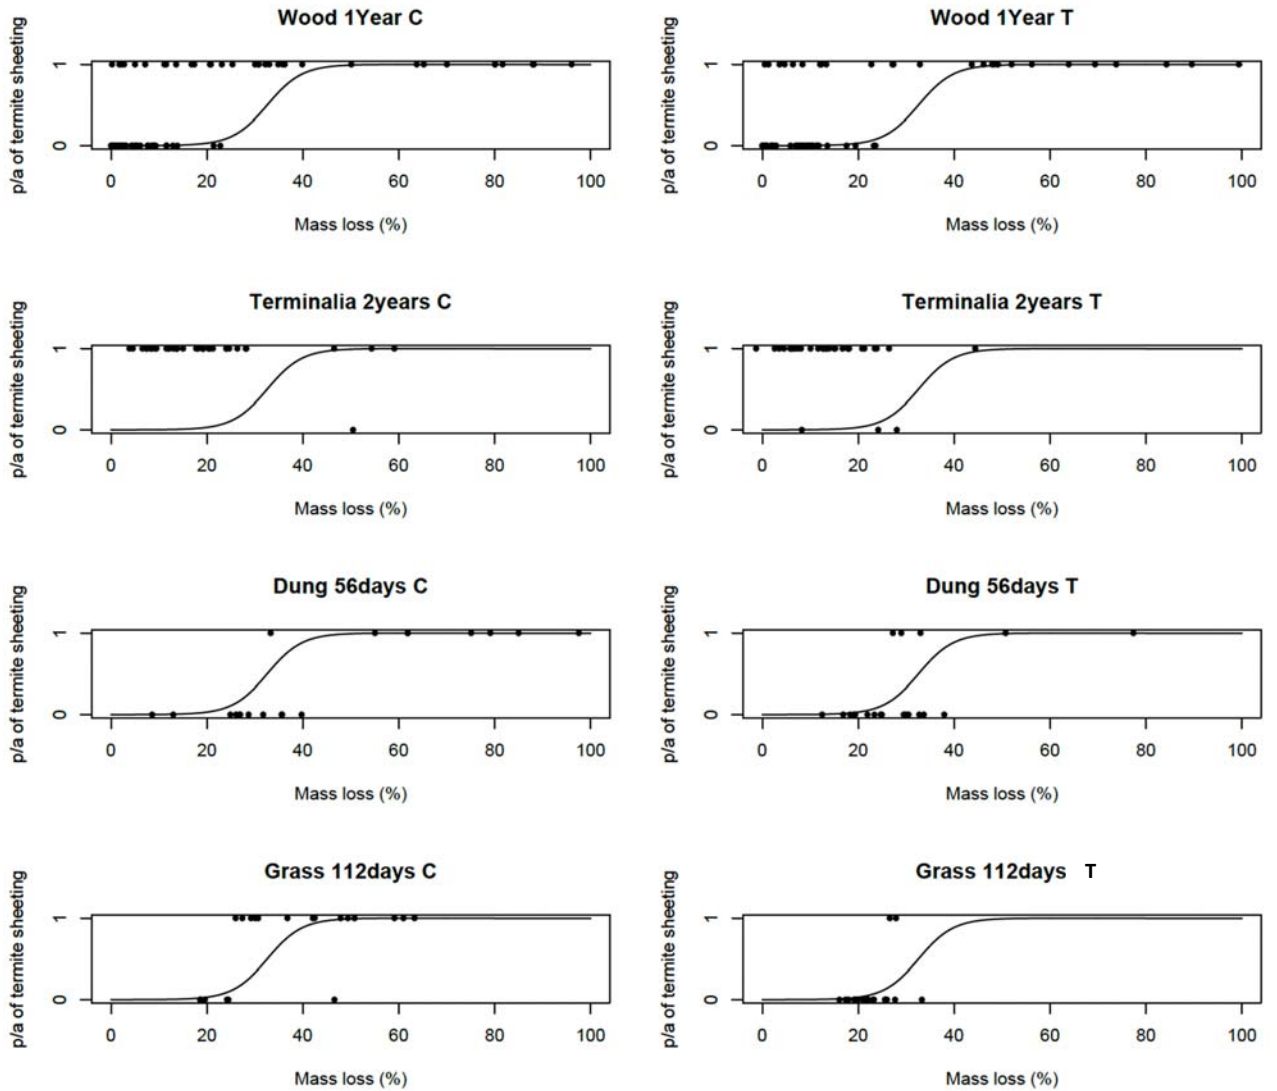 Wood 1Year C
p/a of termite sheeting
1
0
0 20 40 60 80 100
Mass loss (%)
Wood 1Year T
p/a of termite sheeting
1
0
0 20 40 60 80 100
Mass loss (%)
Terminalia 2years C
p/a of termite sheeting
1
0
0 20 40 60 80 100
Mass loss (%)
Terminalia 2years T
p/a of termite sheeting
1
0
0 20 40 60 80 100
Mass loss (%)
Dung 56days C
p/a of termite sheeting
1
0
0 20 40 60 80 100
Mass loss (%)
Dung 56days T
p/a of termite sheeting
1
0
0 20 40 60 80 100
Mass loss (%)
Grass 112days C
p/a of termite sheeting
1
0
0 20 40 60 80 100
Mass loss (%)
Grass 112days T
p/a of termite sheeting
1
0
0 20 40 60 80 100
Mass loss (%)